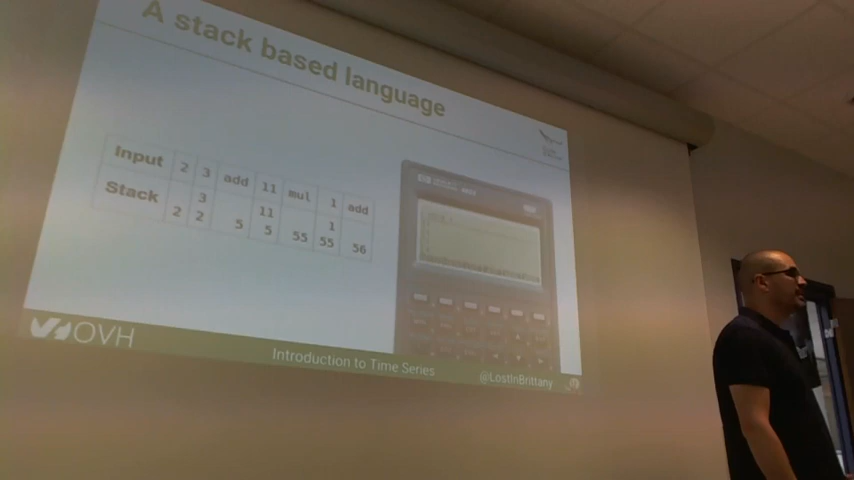 A stack based language
Input 2 3 add 11 mul 1 add
Stack 3 11 1
2 2 5 5 55 55 56
hp
OVH
Introduction to Time Series
@LostInBrittany